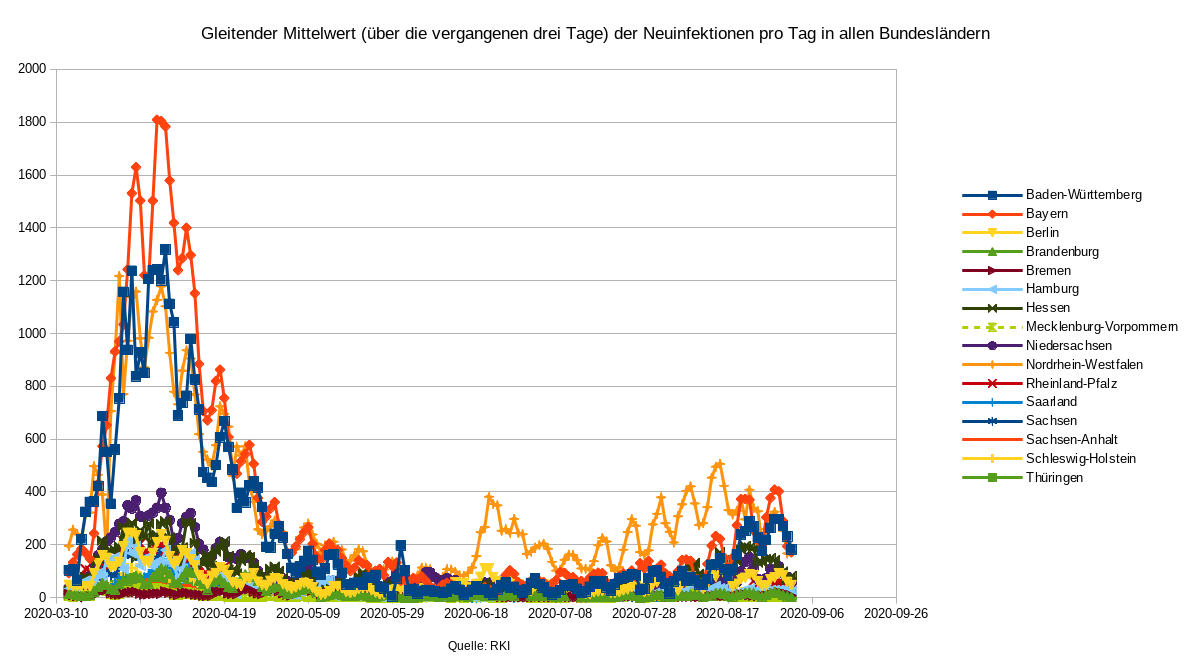 Gleitender Mittelwert (über die vergangenen drei Tage) der Neuinfektionen pro Tag in allen Bundesländern
2000
1800
1600
1400
1200
1000
800
600
400
200
0
2020-03-10 2020-03-30 2020-04-19 2020-05-09 2020-05-29 2020-06-18 2020-07-08 2020-07-28 2020-08-17 2020-09-06 2020-09-26
Quelle: RKI
Baden-Württemberg
Bayern
Berlin
Brandenburg
Bremen
Hamburg
Hessen
Mecklenburg-Vorpommern
Niedersachsen
Nordrhein-Westfalen
Rheinland-Pfalz
Saarland
Sachsen
Sachsen-Anhalt
Schleswig-Holstein
Thüringen